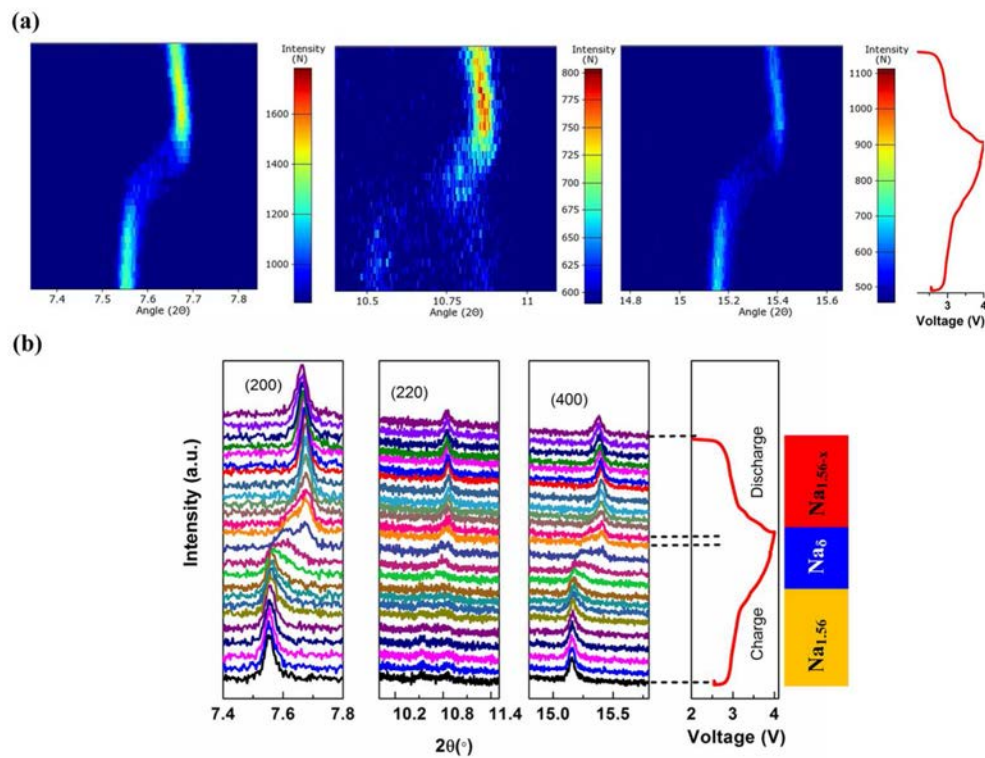 (a)
Intensity
(N)
1600
1400
1200
1000
7.4 7.5 7.6 7.7 7.8
Angle (2Θ)
Intensity
(N)
800
775
750
725
700
675
650
625
600
10.5 10.75 11
Angle (2Θ)
Intensity
(N)
1100
1000
900
800
700
600
500
14.8 15 15.2 15.4 15.6
Angle (2Θ)
3 4
Voltage (V)
(b)
Intensity (a.u.)
(200)
(220)
(400)
7.4 7.6 7.8
10.2 10.8 11.4
15.0 15.5
2θ(°)
Discharge
Charge
2 3 4
Voltage (V)
Na1.56-x
Naδ
Na1.56